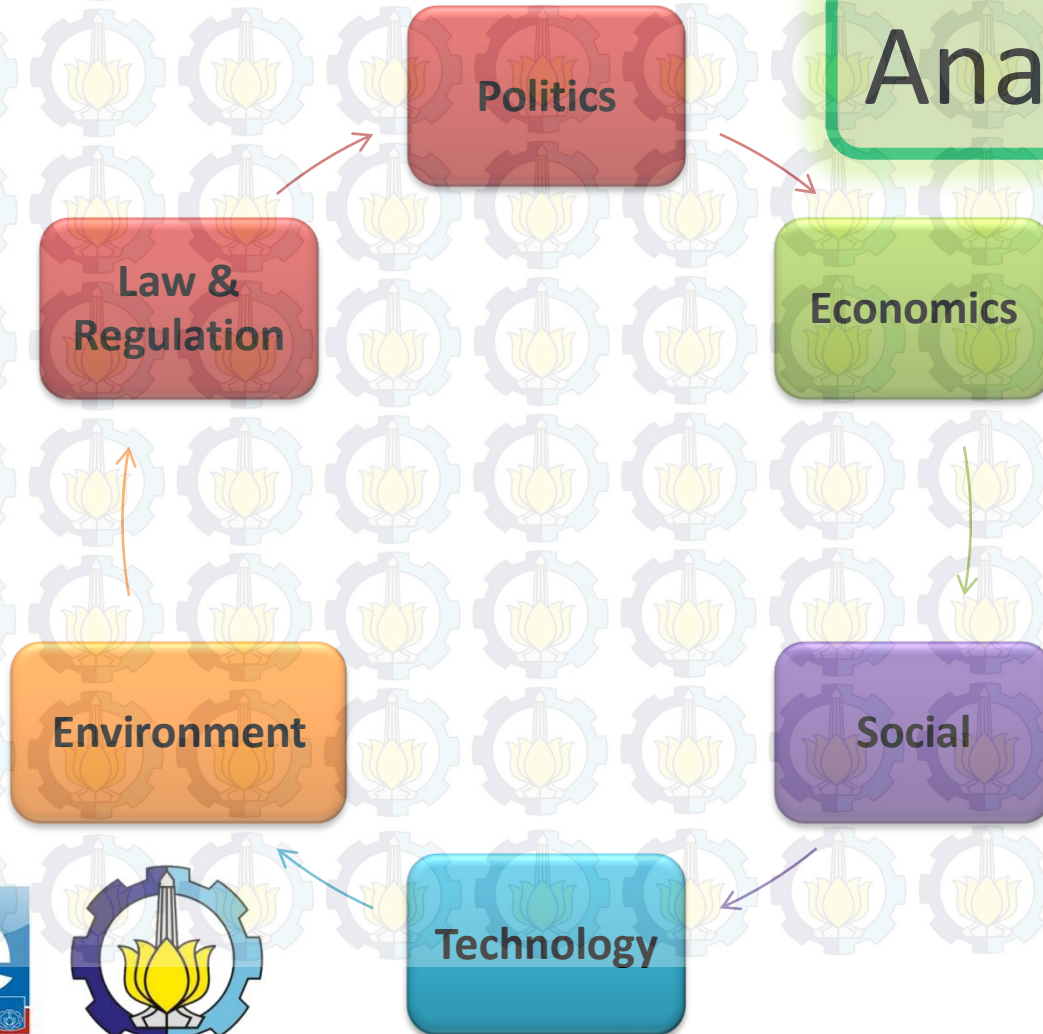 Ana
Politics
Law &
Regulation
Economics
Environment
Social
Technology